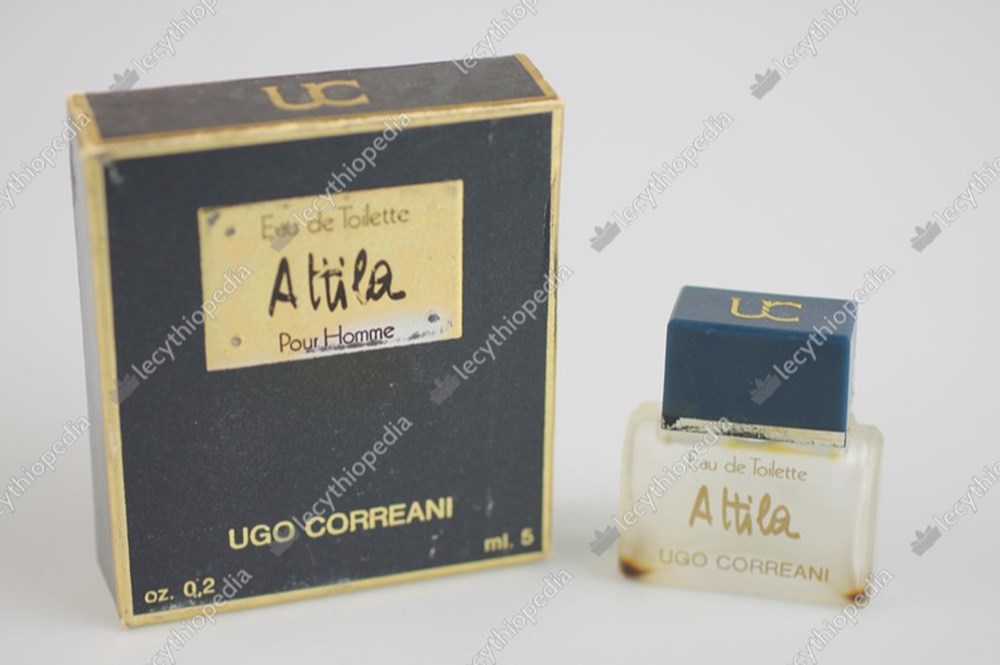 UC
Eau de Toilette
Attila
Pour Homme
UGO CORREANI
oz. 0,2
ml. 5
UC
Eau de Toilette
Attila
UGO CORREANI
lecythiopedia